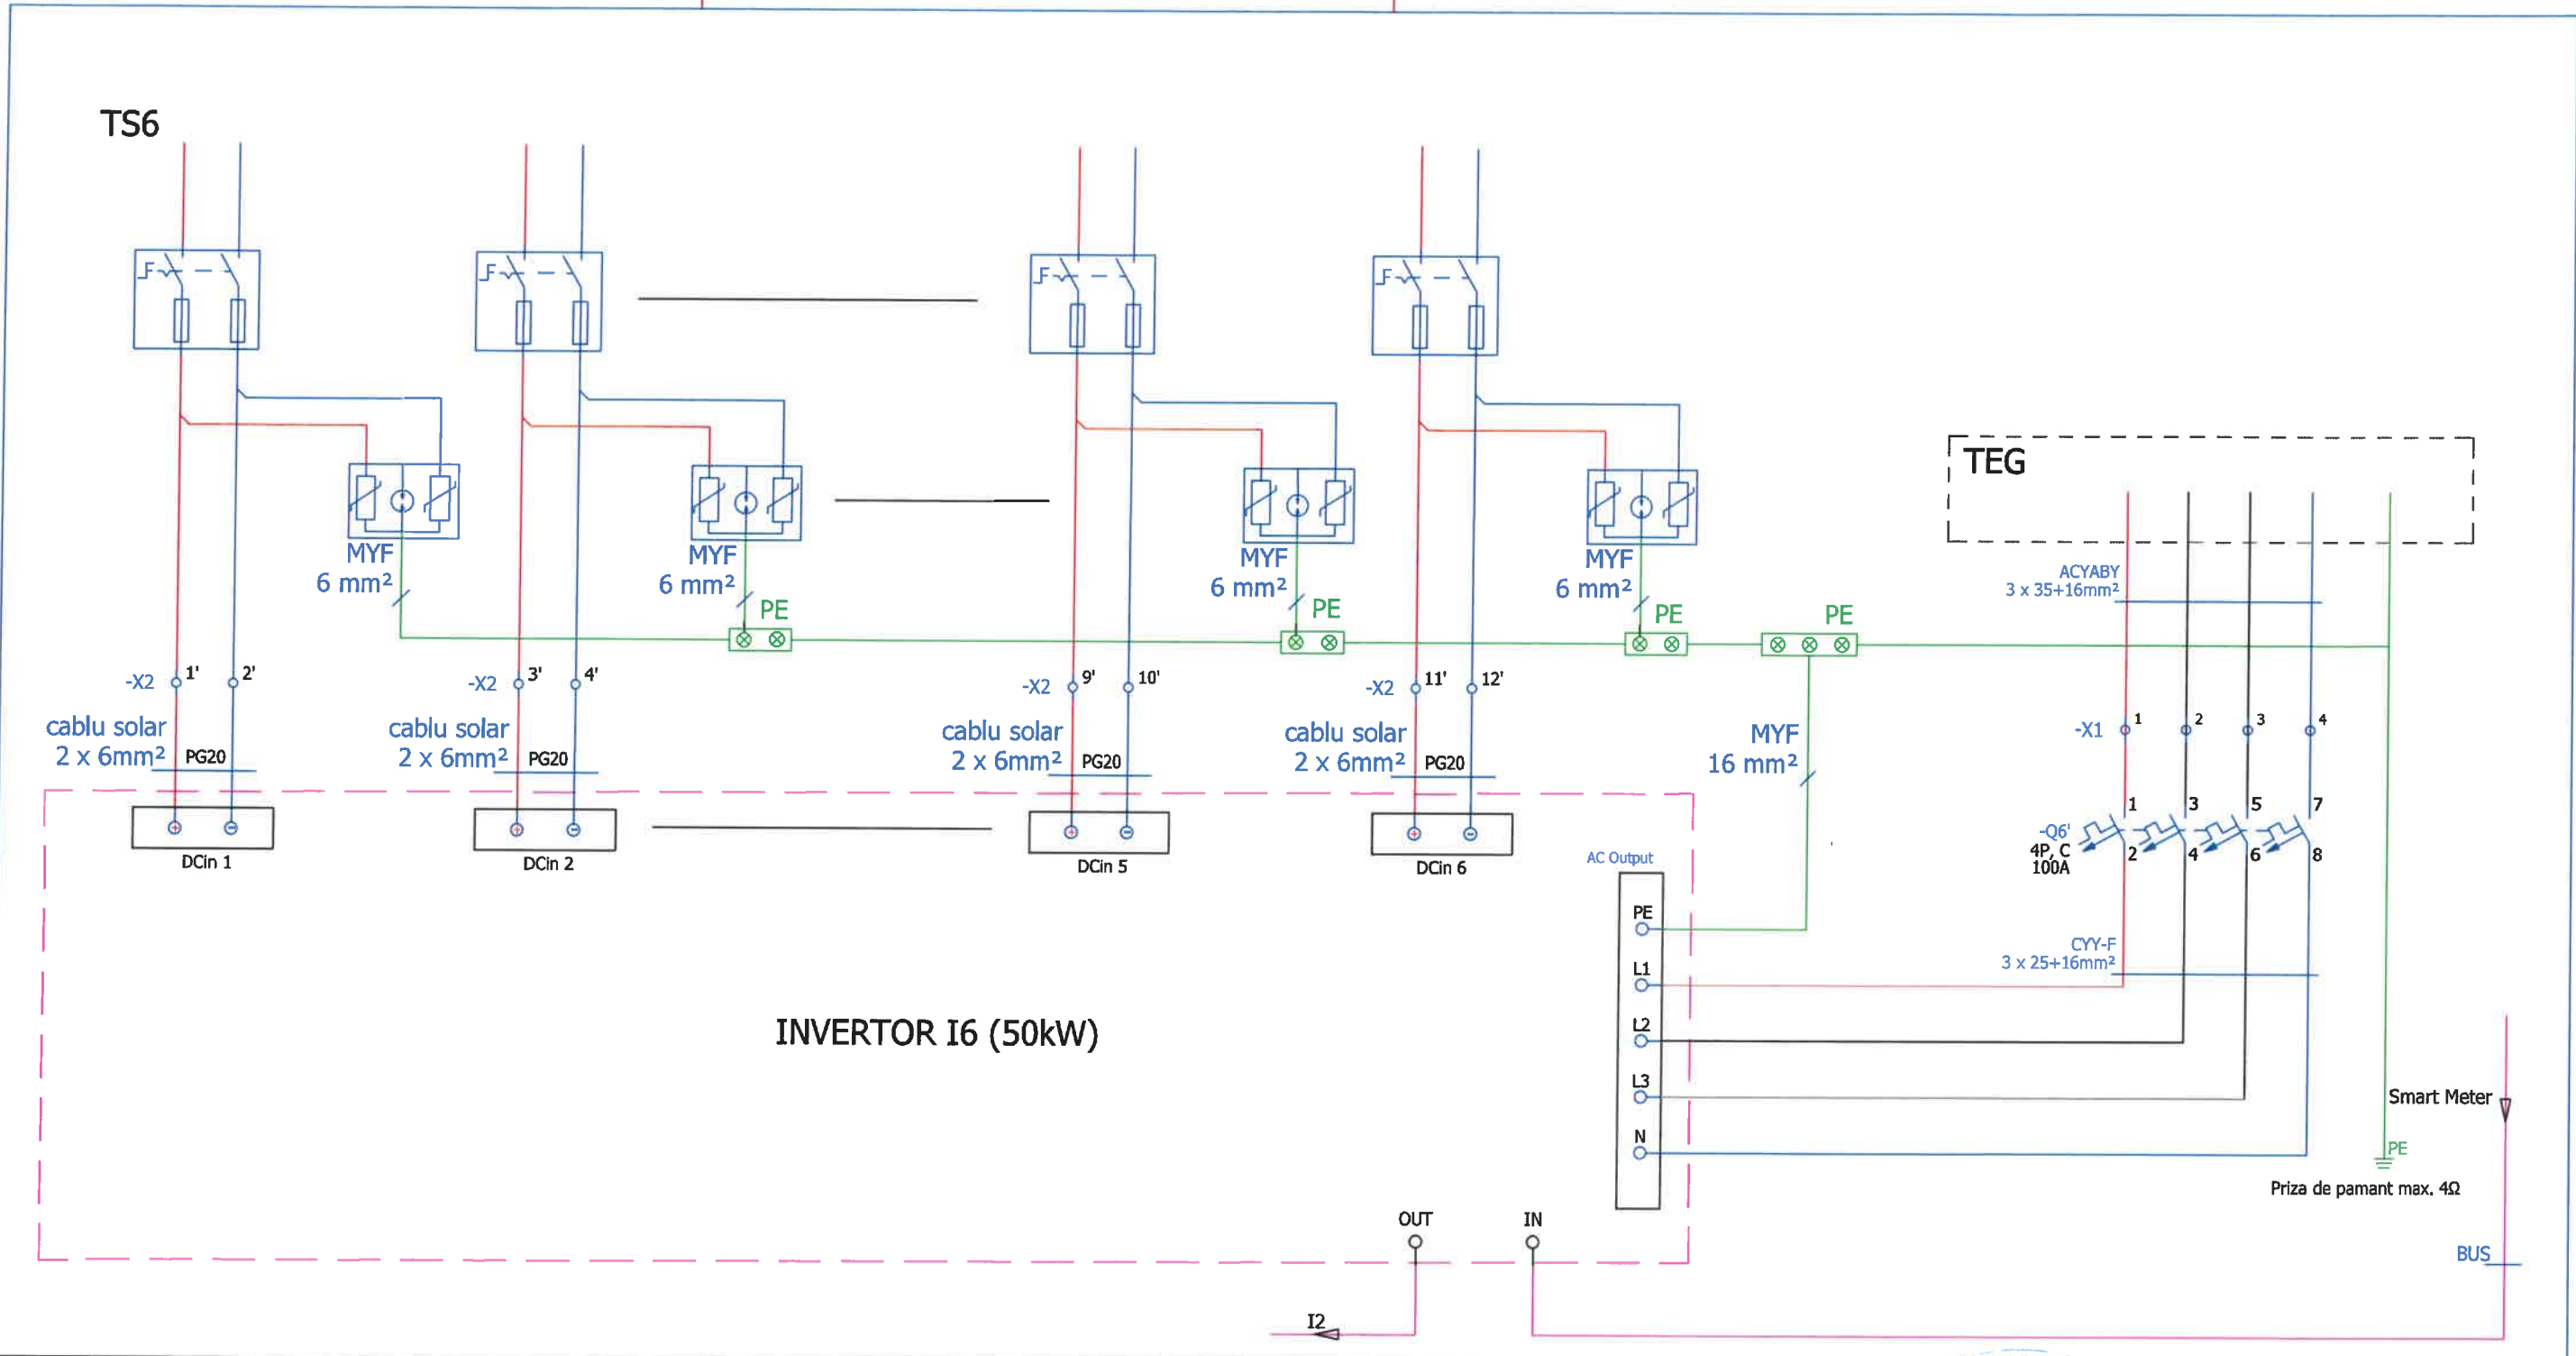 TS6
TEG
MYF
6 mm²
MYF
6 mm²
MYF
6 mm²
MYF
6 mm²
PE
PE
PE
PE
ACYABY
3 x 35+16mm²
-X2 1' 2'
-X2 3' 4'
-X2 9' 10'
-X2 11' 12'
cablu solar
2 x 6mm² PG20
cablu solar
2 x 6mm² PG20
cablu solar
2 x 6mm² PG20
cablu solar
2 x 6mm² PG20
MYF
16 mm²
-X1 1 2 3 4
1 3 5 7
-Q6'
4P, C
100A
2 4 6 8
DCin 1
DCin 2
DCin 5
DCin 6
AC Output
PE
L1
L2
L3
N
CYY-F
3 x 25+16mm²
INVERTOR I6 (50kW)
Smart Meter
PE
Priza de pamant max. 4Ω
OUT
IN
BUS
I2